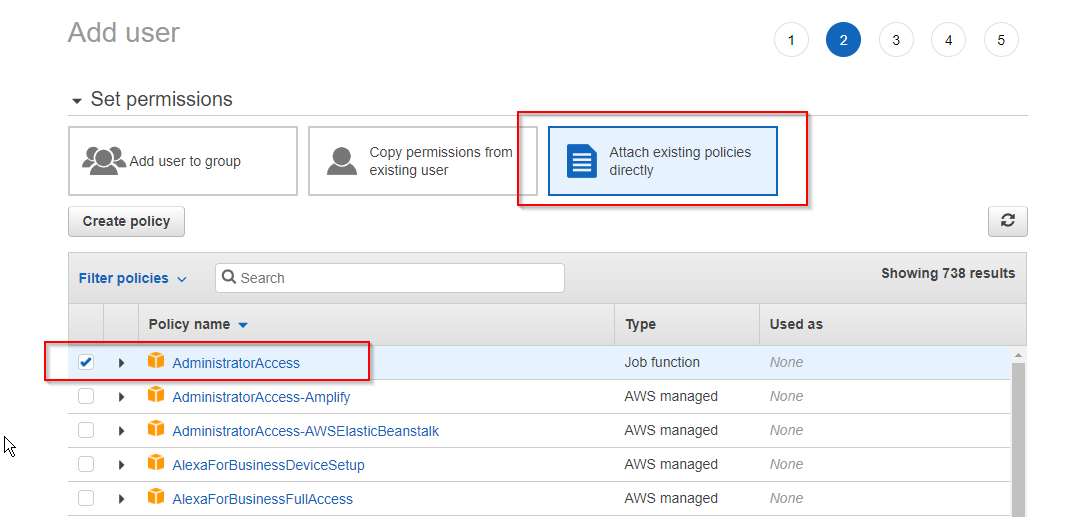 Add user
1 2 3 4 5
Set permissions
Add user to group
Copy permissions from
existing user
Attach existing policies
directly
Create policy
Filter policies Search Showing 738 results
Policy name Type Used as
AdministratorAccess Job function None
AdministratorAccess-Amplify AWS managed None
AdministratorAccess-AWSElasticBeanstalk AWS managed None
AlexaForBusinessDeviceSetup AWS managed None
AlexaForBusinessFullAccess AWS managed None